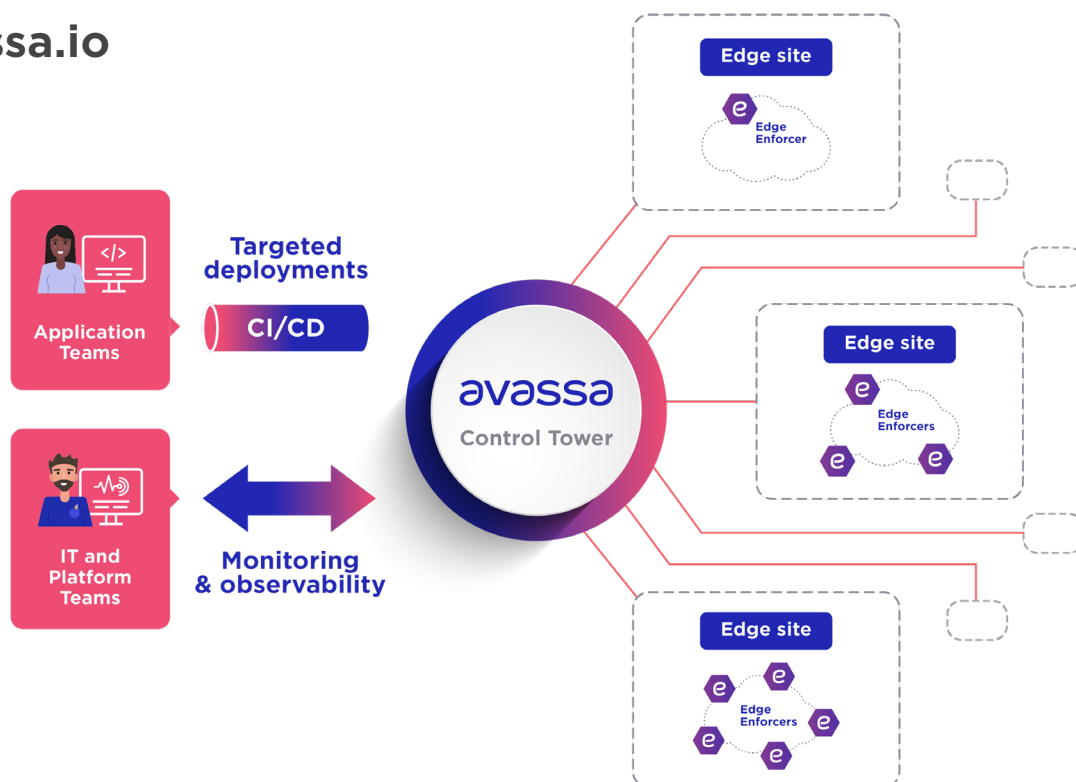 ssa.io
Edge site
e
Edge
Enforcer
</>
Application
Teams
Targeted
deployments
CI/CD
avassa
Control Tower
Edge site
e
Edge
Enforcers
e
e
IT and
Platform
Teams
Monitoring
& observability
Edge site
e
e
Edge
Enforcers
e
e
e